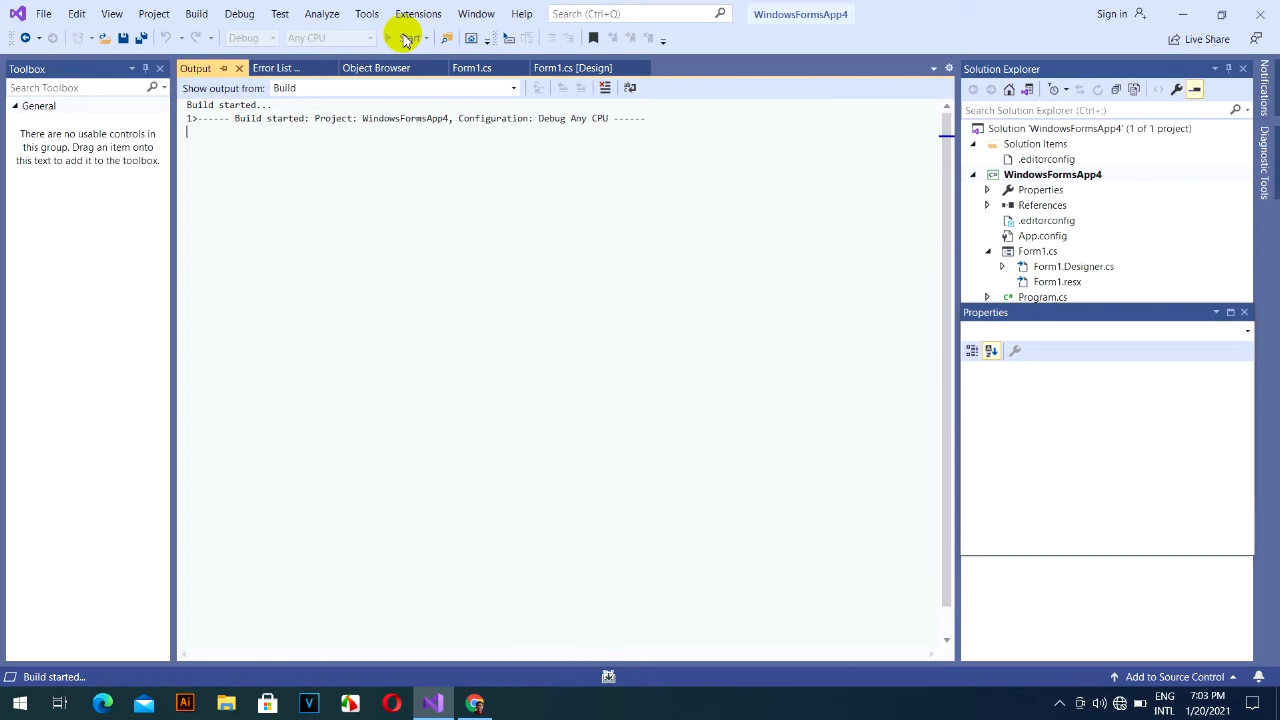 File Edit View Project Build Debug Test Analyze Tools Extensions Window Help Search (Ctrl+Q) WindowsFormsApp4 Sign in
Debug Any CPU Live Share
Toolbox
Search Toolbox
General
There are no usable controls in
this group. Drag an item onto
this text to add it to the toolbox.
Output Error List ... Object Browser Form1.cs Form1.cs [Design]
Show output from: Build
Build started...
1>------ Build started: Project: WindowsFormsApp4, Configuration: Debug Any CPU ------
Solution Explorer
Search Solution Explorer
Solution 'WindowsFormsApp4' (1 of 1 project)
Solution Items
.editorconfig
WindowsFormsApp4
Properties
References
.editorconfig
App.config
Form1.cs
Form1.Designer.cs
Form1.resx
Program.cs
Properties
Notifications
Diagnostic Tools
Build started... Add to Source Control
Ai V ENG 7:03 PM
INTL 1/20/2021